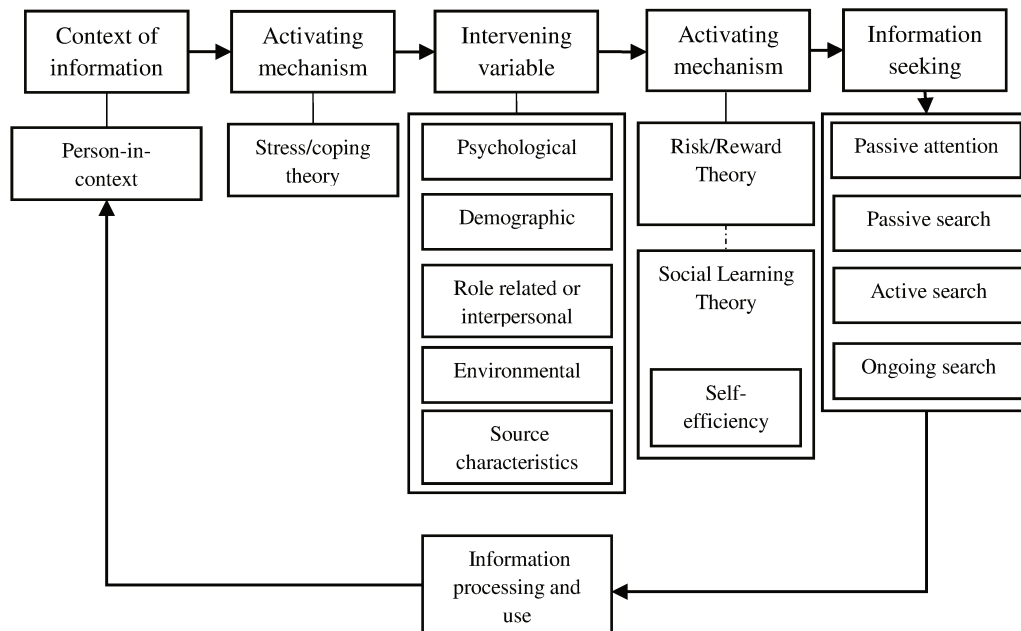 Context of
information
Activating
mechanism
Intervening
variable
Activating
mechanism
Information
seeking
Person-in-
context
Stress/coping
theory
Psychological
Demographic
Role related or
interpersonal
Environmental
Source
characteristics
Risk/Reward
Theory
Social Learning
Theory
Self-
efficiency
Passive attention
Passive search
Active search
Ongoing search
Information
processing and
use